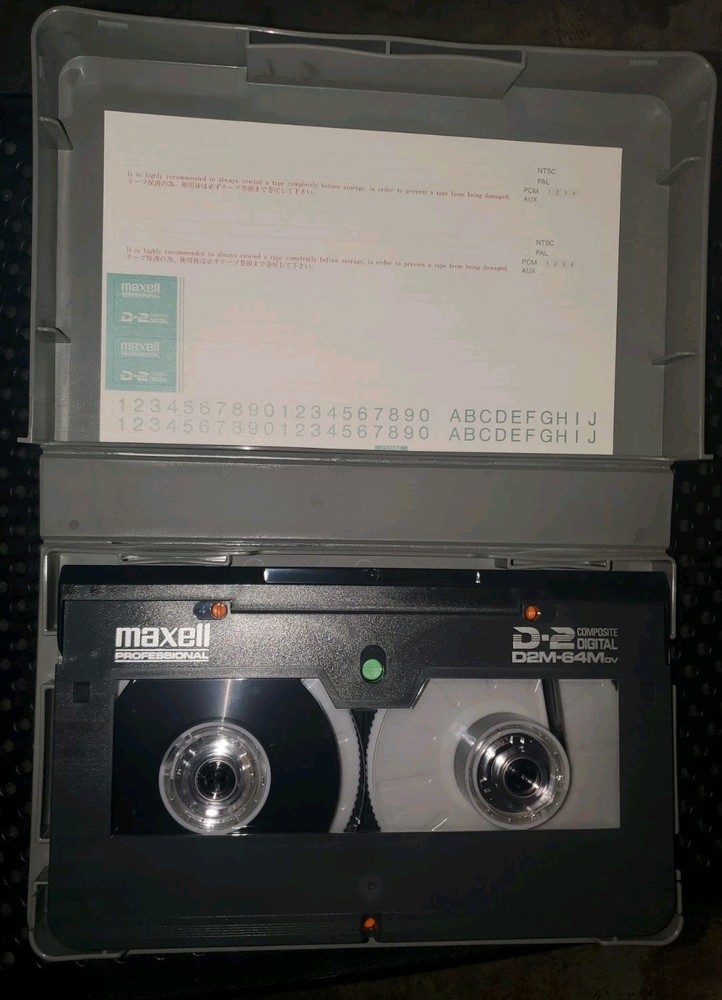 It is highly recommended to always rewind a tape completely before storage, in order to prevent a tape from being damaged.
テープ保護の為、使用後は必ずテープ巻頭まで巻戻して下さい。
NTSC
PAL
PCM 1 2 3 4
AUX
It is highly recommended to always rewind a tape completely before storage, in order to prevent a tape from being damaged.
テープ保護の為、使用後は必ずテープ巻頭まで巻戻して下さい。
NTSC
PAL
PCM 1 2 3 4
AUX
maxell
PROFESSIONAL
D-2 COMPOSITE DIGITAL
maxell
PROFESSIONAL
D-2 COMPOSITE DIGITAL
12345678901234567890 ABCDEFGHIJ
12345678901234567890 ABCDEFGHIJ
maxell
PROFESSIONAL
D-2 COMPOSITE DIGITAL
D2M-64M DV